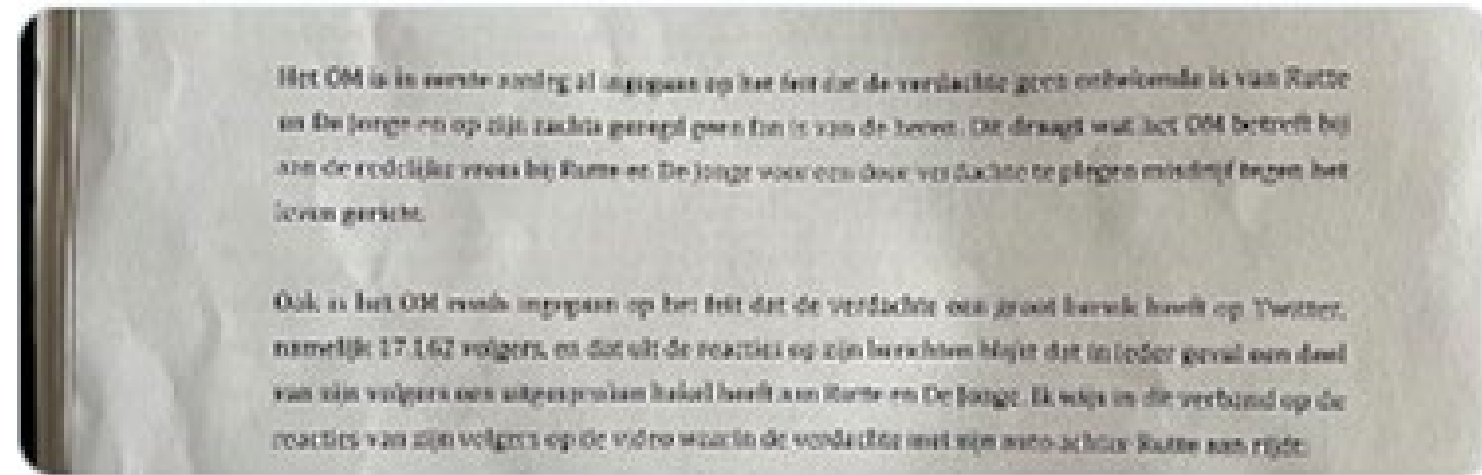 Het OM is in eerste aanleg al ingegaan op het feit dat de verdachte geen onbekende is van Rutte
en De Jonge en op zijn zachts gezegd geen fan is van de heren. Dit draagt wat het OM betreft bij
aan de redelijke vrees bij Rutte en De Jonge voor een door verdachte te plegen misdrijf tegen het
leven gericht.
Ook is het OM reeds ingegaan op het feit dat de verdachte een groot bereik heeft op Twitter,
namelijk 17.162 volgers, en dat uit de reacties op zijn berichten blijkt dat in ieder geval een deel
van zijn volgers een uitgesproken hekel heeft aan Rutte en De Jonge. Ik wijs in dit verband op de
reacties van zijn volgers op de video waarin de verdachte met zijn auto achter Rutte aan rijdt.